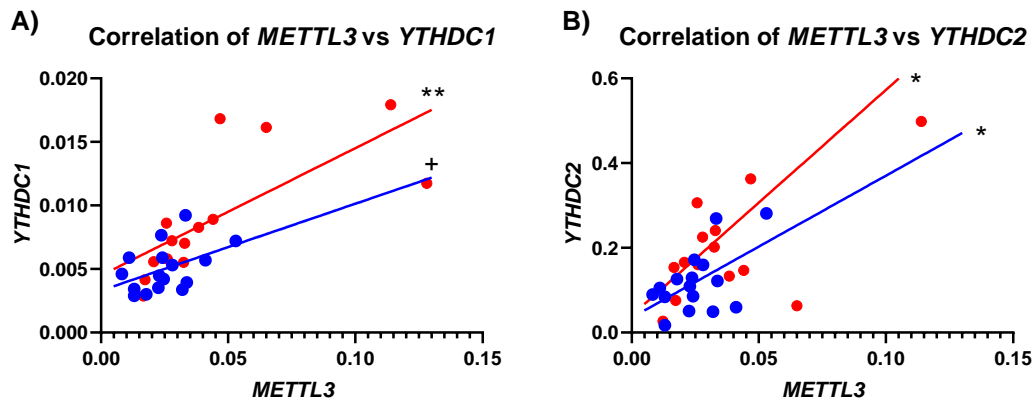 A)
Correlation of METTL3 vs YTHDC1
0.020
0.015
0.010
0.005
0.000
YTHDC1
**
+
0.00 0.05 0.10 0.15
METTL3
B)
Correlation of METTL3 vs YTHDC2
0.6
0.4
0.2
0.0
YTHDC2
*
*
0.00 0.05 0.10 0.15
METTL3